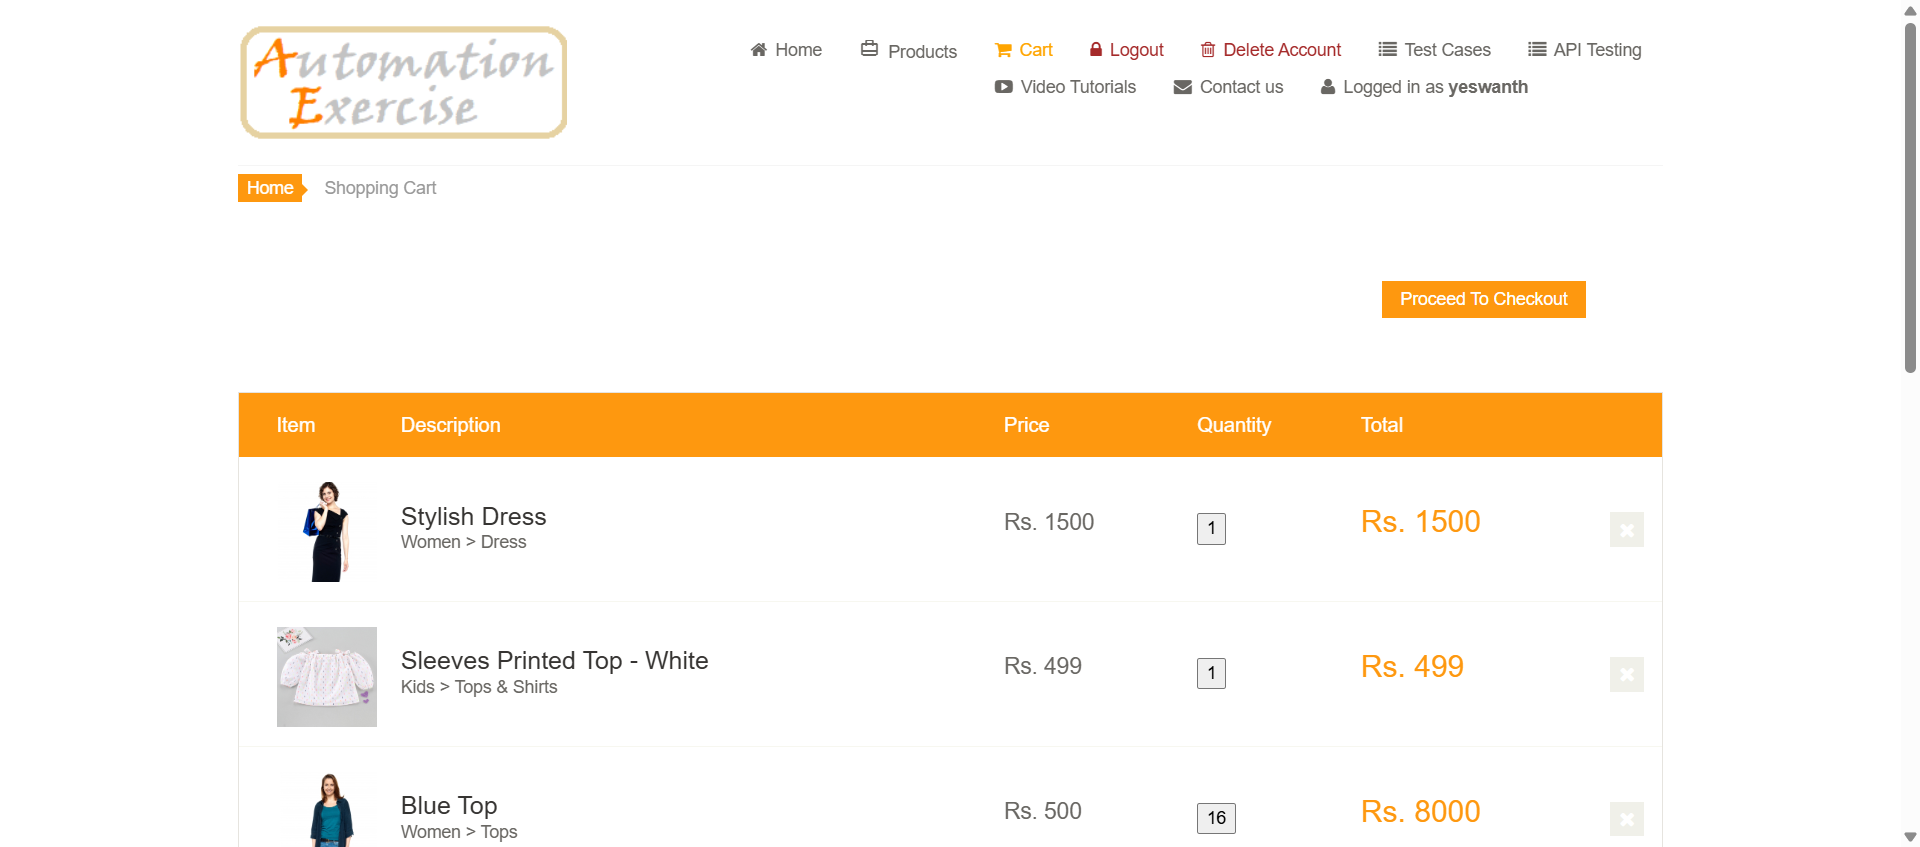 Automation
Exercise
Home Products Cart Logout Delete Account Test Cases API Testing
Video Tutorials Contact us Logged in as yeswanth
Home Shopping Cart
Proceed To Checkout
Item Description Price Quantity Total
Stylish Dress
Women > Dress
Rs. 1500 1 Rs. 1500
Sleeves Printed Top - White
Kids > Tops & Shirts
Rs. 499 1 Rs. 499
Blue Top
Women > Tops
Rs. 500 16 Rs. 8000